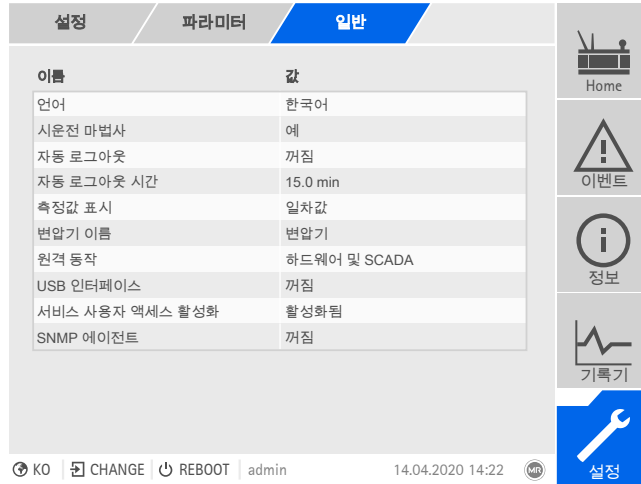 설정 파라미터 일반
이름 값
언어 한국어
시운전 마법사 예
자동 로그아웃 꺼짐
자동 로그아웃 시간 15.0 min
측정값 표시 일차값
변압기 이름 변압기
원격 동작 하드웨어 및 SCADA
USB 인터페이스 꺼짐
서비스 사용자 액세스 활성화 활성화됨
SNMP 에이전트 꺼짐
Home
이벤트
정보
기록기
설정
KO CHANGE REBOOT admin 14.04.2020 14:22 MR